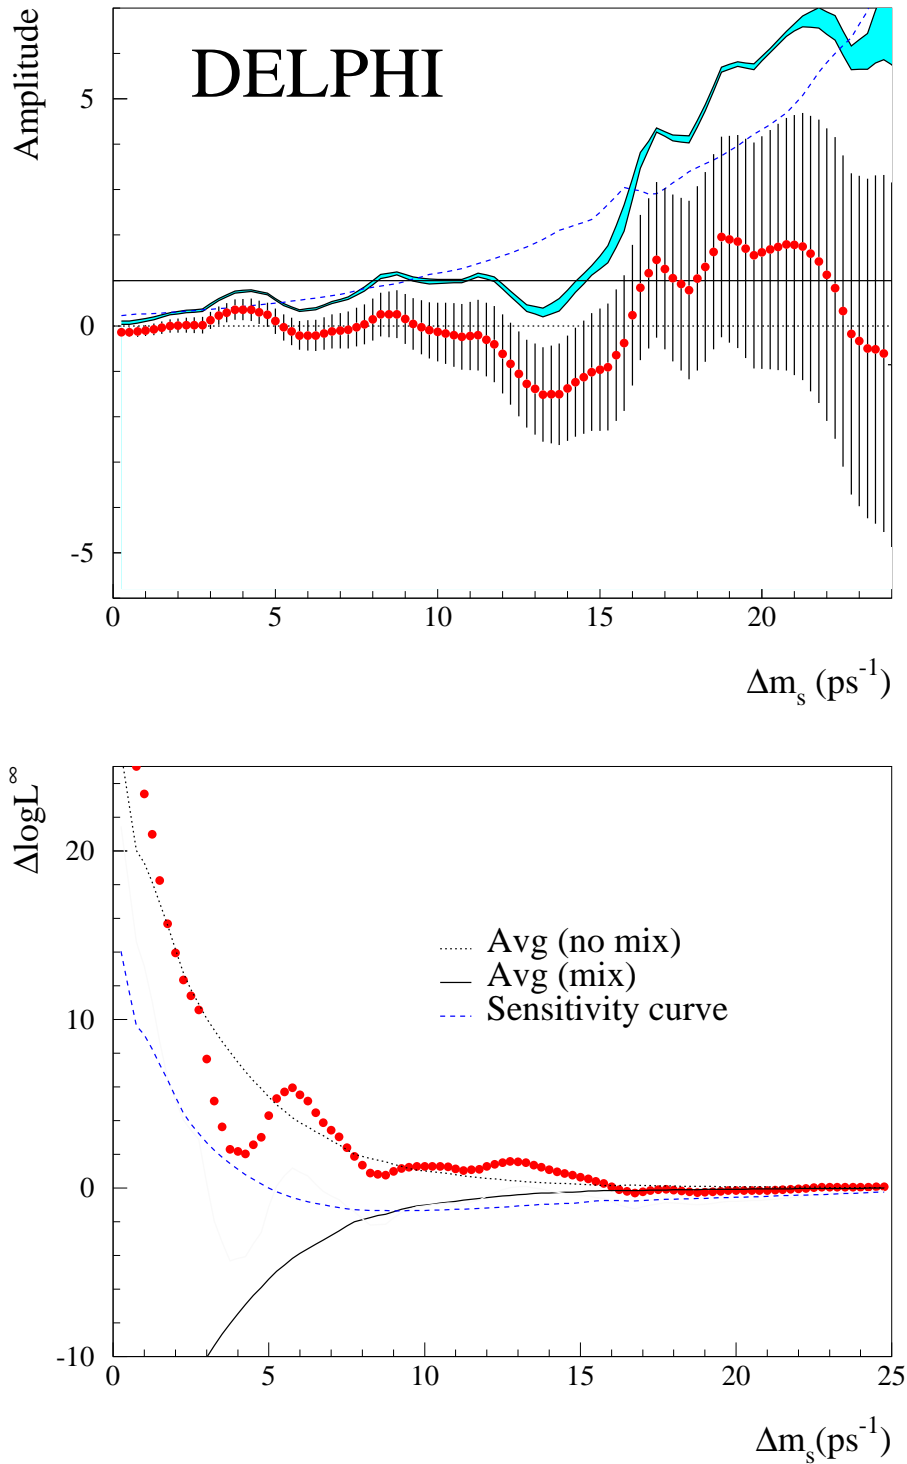 DELPHI
Amplitude
5
0
-5
0 5 10 15 20
Δmₛ (ps⁻¹)
ΔlogL^∞
20
10
0
-10
Avg (no mix)
Avg (mix)
Sensitivity curve
0 5 10 15 20 25
Δmₛ(ps⁻¹)